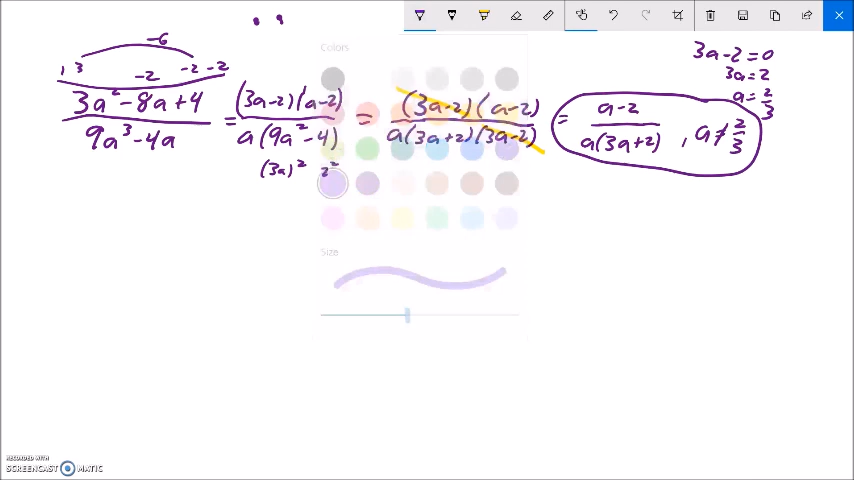 -6
1 3 -2 -2 -2
3a² - 8a + 4 / 9a³ - 4a = (3a-2)(a-2) / a(9a² - 4) = (3a-2)(a-2) / a(3a+2)(3a-2) = a-2 / a(3a+2) , a ≠ 2/3
(3a)² 2²
3a-2=0
3a=2
a=2/3
Colors
Size
RECORDED WITH
SCREENCAST MATIC